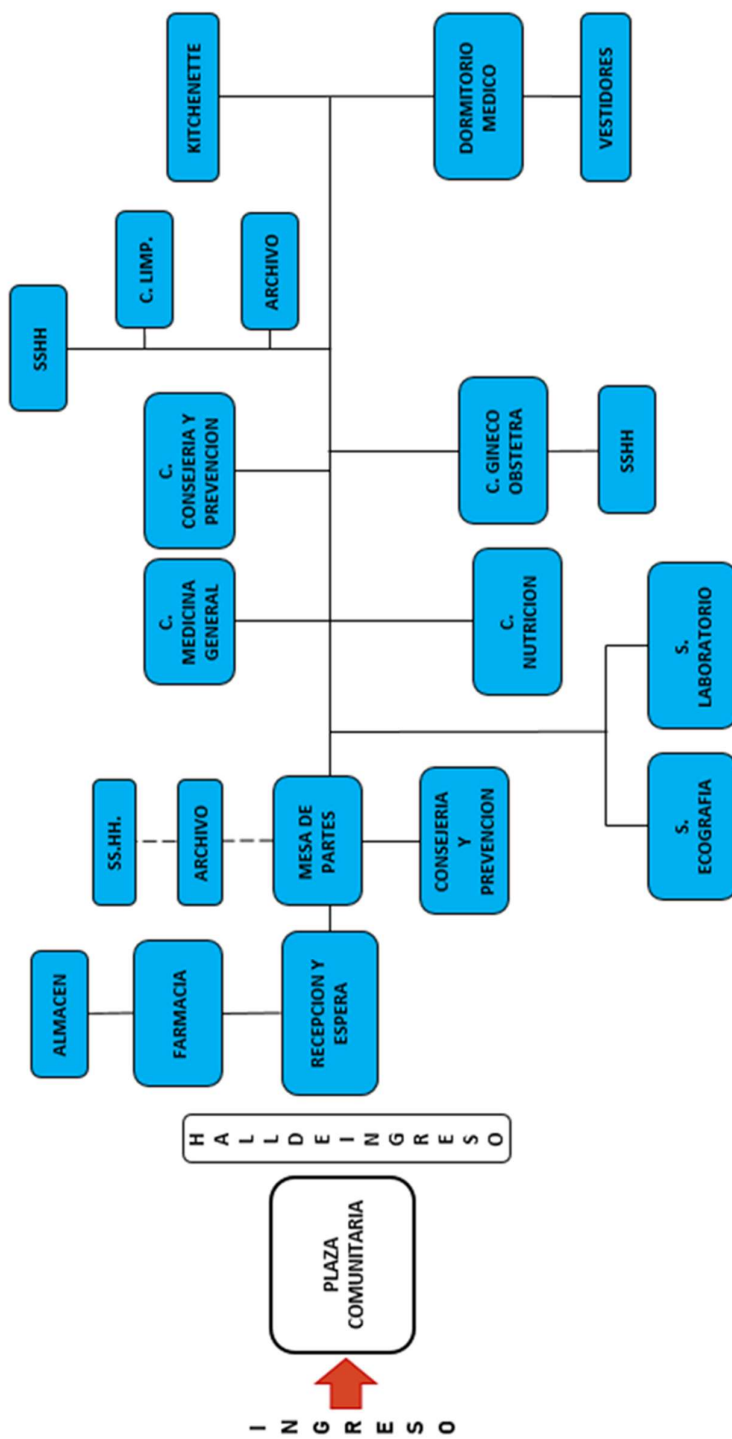 INGRESO
PLAZA
COMUNITARIA
HALL DE INGRESO
ALMACEN
FARMACIA
RECEPCION Y
ESPERA
SS.HH.
ARCHIVO
MESA DE
PARTES
CONSEJERIA
Y
PREVENCION
S.
ECOGRAFIA
S.
LABORATORIO
C.
MEDICINA
GENERAL
C.
NUTRICION
C.
CONSEJERIA Y
PREVENCION
C. GINECO
OBSTETRA
SSHH
SSHH
C. LIMP.
ARCHIVO
KITCHENETTE
DORMITORIO
MEDICO
VESTIDORES